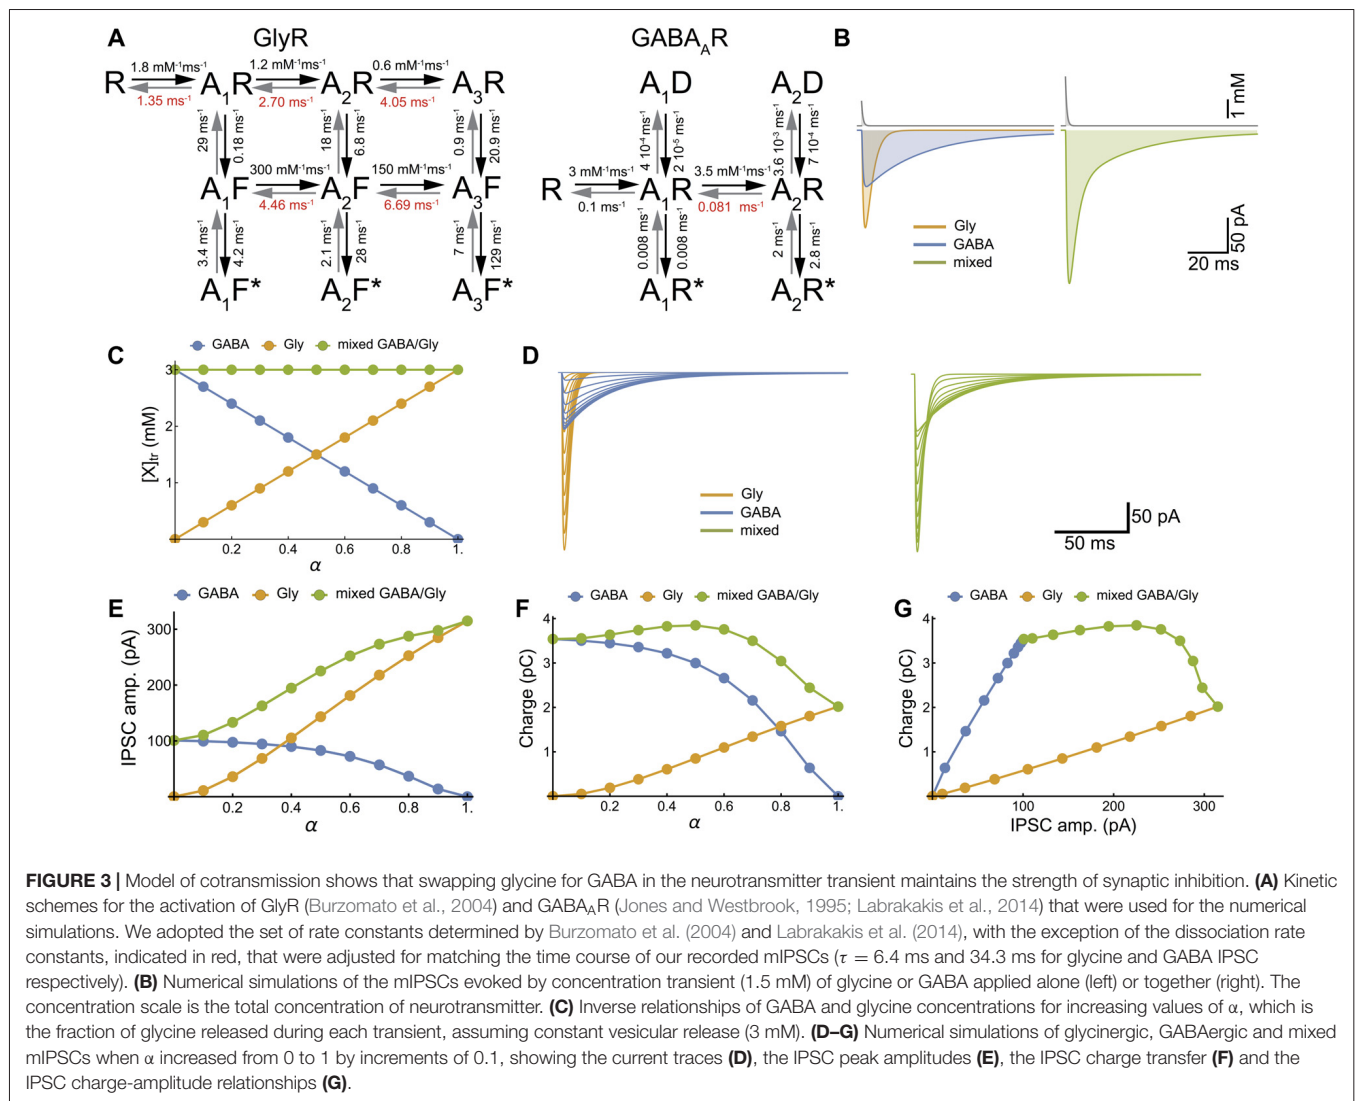 A GlyR GABAAR B
1.8 mM-1ms-1 1.2 mM-1ms-1 0.6 mM-1ms-1
R A1R A2R A3R A1D A2D
1.35 ms-1 2.70 ms-1 4.05 ms-1
1 mM
29 ms-1 0.18 ms-1 18 ms-1 6.8 ms-1 0.9 ms-1 20.9 ms-1 4 10-4 ms-1 2 10-5 ms-1 3.6 10-3 ms-1 7 10-4 ms-1
300 mM-1ms-1 150 mM-1ms-1 3 mM-1ms-1 3.5 mM-1ms-1
A1F A2F A3F R A1R A2R
4.46 ms-1 6.69 ms-1 0.1 ms-1 0.081 ms-1
3.4 ms-1 4.2 ms-1 2.1 ms-1 28 ms-1 7 ms-1 129 ms-1 0.008 ms-1 0.008 ms-1 2 ms-1 2.8 ms-1
A1F* A2F* A3F* A1R* A2R*
Gly
GABA
mixed
50 pA
20 ms
C GABA Gly mixed GABA/Gly
[X]tr (mM)
3
2
1
0.2 0.4 0.6 0.8 1.
α
D
Gly
GABA
mixed
50 pA
50 ms
E GABA Gly mixed GABA/Gly
IPSC amp. (pA)
300
200
100
0.2 0.4 0.6 0.8 1.
α
F GABA Gly mixed GABA/Gly
Charge (pC)
4
3
2
1
0.2 0.4 0.6 0.8 1.
α
G GABA Gly mixed GABA/Gly
Charge (pC)
4
3
2
1
100 200 300
IPSC amp. (pA)
FIGURE 3 | Model of cotransmission shows that swapping glycine for GABA in the neurotransmitter transient maintains the strength of synaptic inhibition. (A) Kinetic
schemes for the activation of GlyR (Burzomato et al., 2004) and GABAAR (Jones and Westbrook, 1995; Labrakakis et al., 2014) that were used for the numerical
simulations. We adopted the set of rate constants determined by Burzomato et al. (2004) and Labrakakis et al. (2014), with the exception of the dissociation rate
constants, indicated in red, that were adjusted for matching the time course of our recorded mIPSCs (τ = 6.4 ms and 34.3 ms for glycine and GABA IPSC
respectively). (B) Numerical simulations of the mIPSCs evoked by concentration transient (1.5 mM) of glycine or GABA applied alone (left) or together (right). The
concentration scale is the total concentration of neurotransmitter. (C) Inverse relationships of GABA and glycine concentrations for increasing values of α, which is
the fraction of glycine released during each transient, assuming constant vesicular release (3 mM). (D–G) Numerical simulations of glycinergic, GABAergic and mixed
mIPSCs when α increased from 0 to 1 by increments of 0.1, showing the current traces (D), the IPSC peak amplitudes (E), the IPSC charge transfer (F) and the
IPSC charge-amplitude relationships (G).